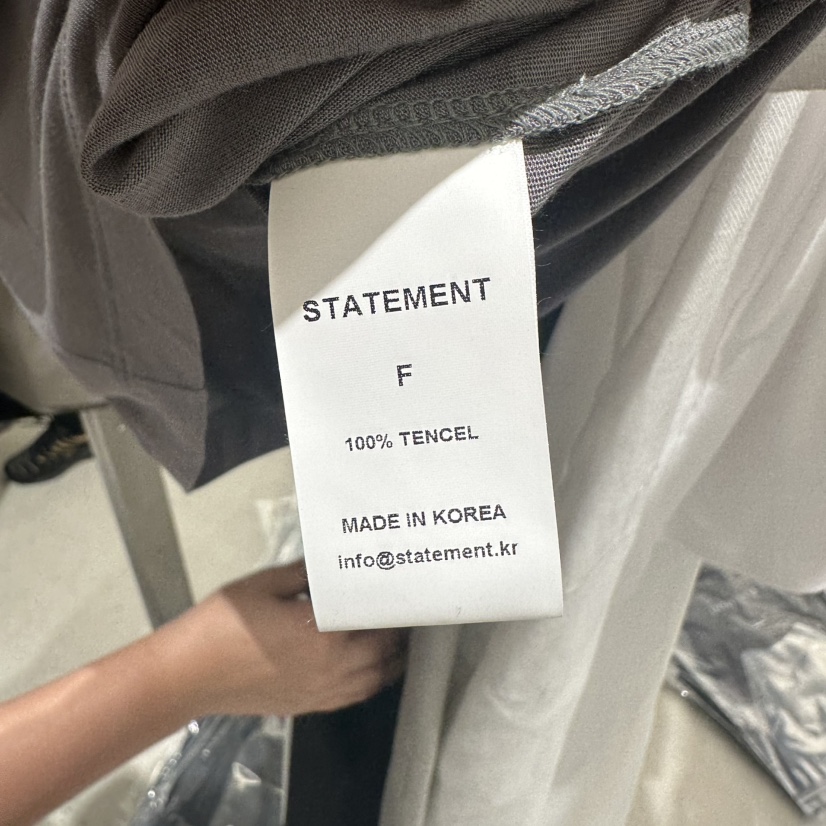 STATEMENT
F
100% TENCEL
MADE IN KOREA
info@statement.kr